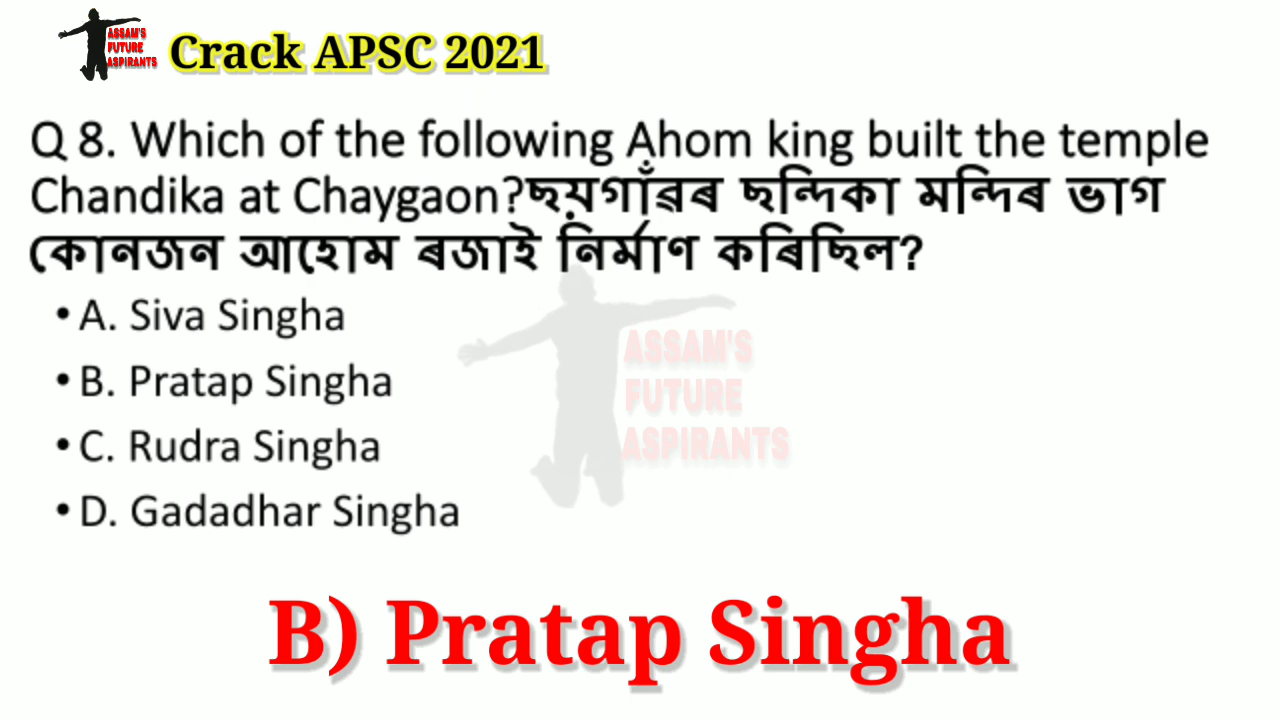 ASSAM'S
FUTURE
ASPIRANTS
Crack APSC 2021
Q 8. Which of the following Ahom king built the temple
Chandika at Chaygaon?ছয়গাঁৱৰ ছন্দিকা মন্দিৰ ভাগ
কোনজন আহোম ৰজাই নিৰ্মাণ কৰিছিল?
• A. Siva Singha
• B. Pratap Singha
• C. Rudra Singha
• D. Gadadhar Singha
ASSAM'S
FUTURE
ASPIRANTS
B) Pratap Singha